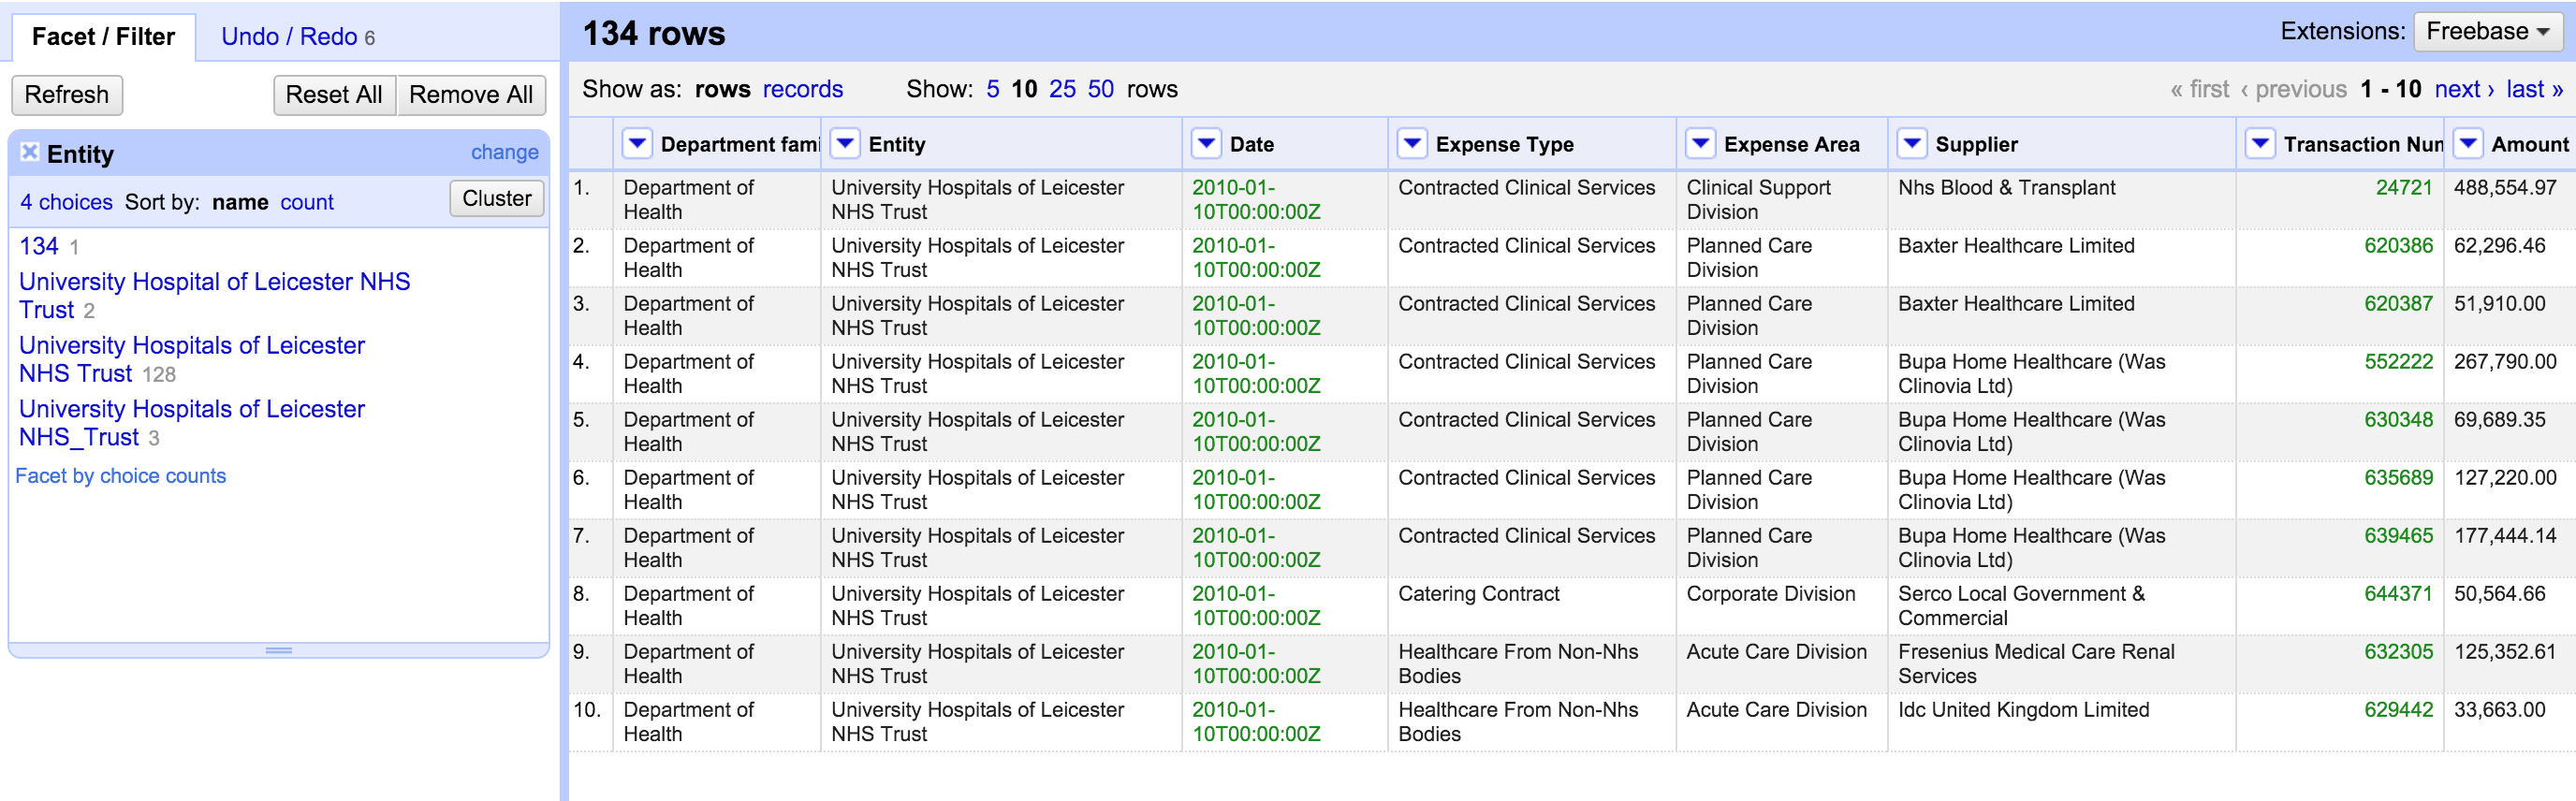 Facet / Filter
Undo / Redo 6
Refresh
Reset All
Remove All
Entity
change
4 choices Sort by: name count
Cluster
134 1
University Hospital of Leicester NHS
Trust 2
University Hospitals of Leicester
NHS Trust 128
University Hospitals of Leicester
NHS_Trust 3
Facet by choice counts
134 rows
Extensions: Freebase
Show as: rows records Show: 5 10 25 50 rows
« first ‹ previous 1 - 10 next › last »
Department fami Entity Date Expense Type Expense Area Supplier Transaction Num Amount
1. Department of University Hospitals of Leicester 2010-01- Contracted Clinical Services Clinical Support Nhs Blood & Transplant 24721 488,554.97
Health NHS Trust 10T00:00:00Z Division
2. Department of University Hospitals of Leicester 2010-01- Contracted Clinical Services Planned Care Baxter Healthcare Limited 620386 62,296.46
Health NHS Trust 10T00:00:00Z Division
3. Department of University Hospitals of Leicester 2010-01- Contracted Clinical Services Planned Care Baxter Healthcare Limited 620387 51,910.00
Health NHS Trust 10T00:00:00Z Division
4. Department of University Hospitals of Leicester 2010-01- Contracted Clinical Services Planned Care Bupa Home Healthcare (Was 552222 267,790.00
Health NHS Trust 10T00:00:00Z Division Clinovia Ltd)
5. Department of University Hospitals of Leicester 2010-01- Contracted Clinical Services Planned Care Bupa Home Healthcare (Was 630348 69,689.35
Health NHS Trust 10T00:00:00Z Division Clinovia Ltd)
6. Department of University Hospitals of Leicester 2010-01- Contracted Clinical Services Planned Care Bupa Home Healthcare (Was 635689 127,220.00
Health NHS Trust 10T00:00:00Z Division Clinovia Ltd)
7. Department of University Hospitals of Leicester 2010-01- Contracted Clinical Services Planned Care Bupa Home Healthcare (Was 639465 177,444.14
Health NHS Trust 10T00:00:00Z Division Clinovia Ltd)
8. Department of University Hospitals of Leicester 2010-01- Catering Contract Corporate Division Serco Local Government & 644371 50,564.66
Health NHS Trust 10T00:00:00Z Commercial
9. Department of University Hospitals of Leicester 2010-01- Healthcare From Non-Nhs Acute Care Division Fresenius Medical Care Renal 632305 125,352.61
Health NHS Trust 10T00:00:00Z Bodies Services
10. Department of University Hospitals of Leicester 2010-01- Healthcare From Non-Nhs Acute Care Division Idc United Kingdom Limited 629442 33,663.00
Health NHS Trust 10T00:00:00Z Bodies